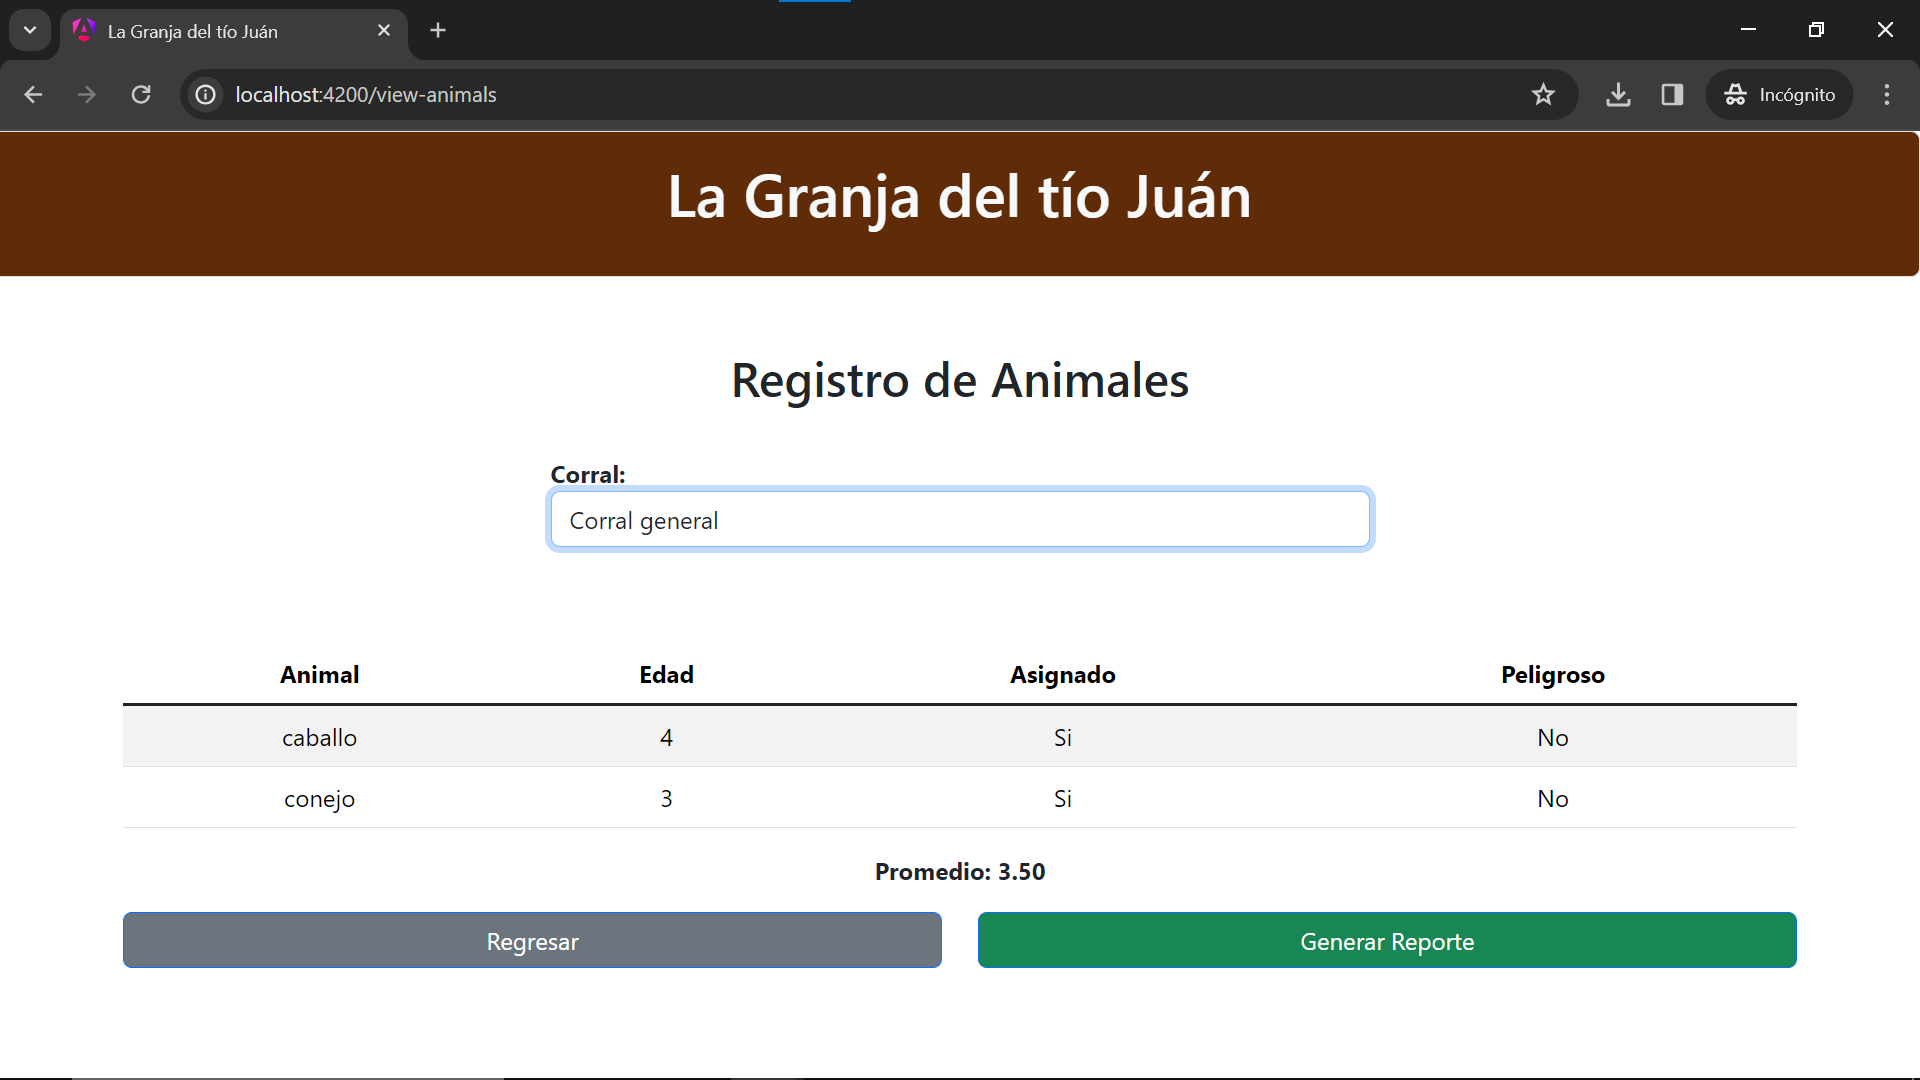 La Granja del tío Juán
localhost:4200/view-animals
Incógnito
La Granja del tío Juán
Registro de Animales
Corral:
Corral general
Animal Edad Asignado Peligroso
caballo 4 Si No
conejo 3 Si No
Promedio: 3.50
Regresar Generar Reporte